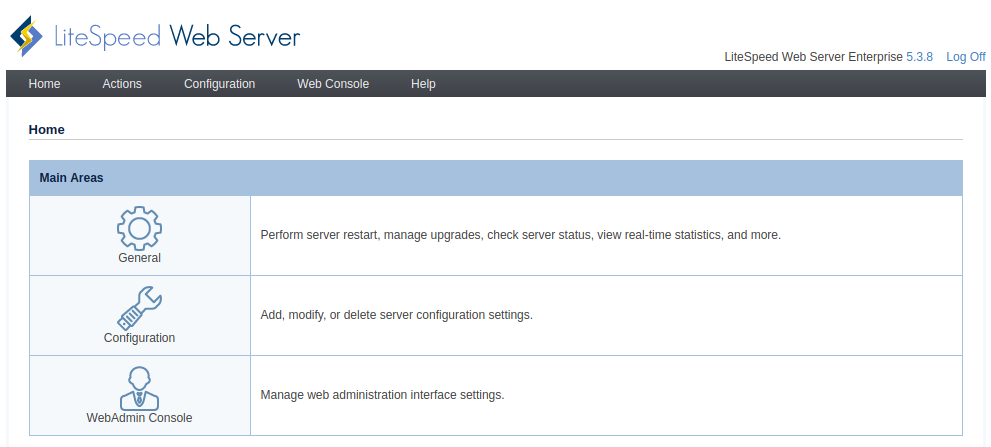 LiteSpeed Web Server
LiteSpeed Web Server Enterprise 5.3.8 Log Off
Home Actions Configuration Web Console Help
Home
Main Areas
General
Perform server restart, manage upgrades, check server status, view real-time statistics, and more.
Configuration
Add, modify, or delete server configuration settings.
WebAdmin Console
Manage web administration interface settings.